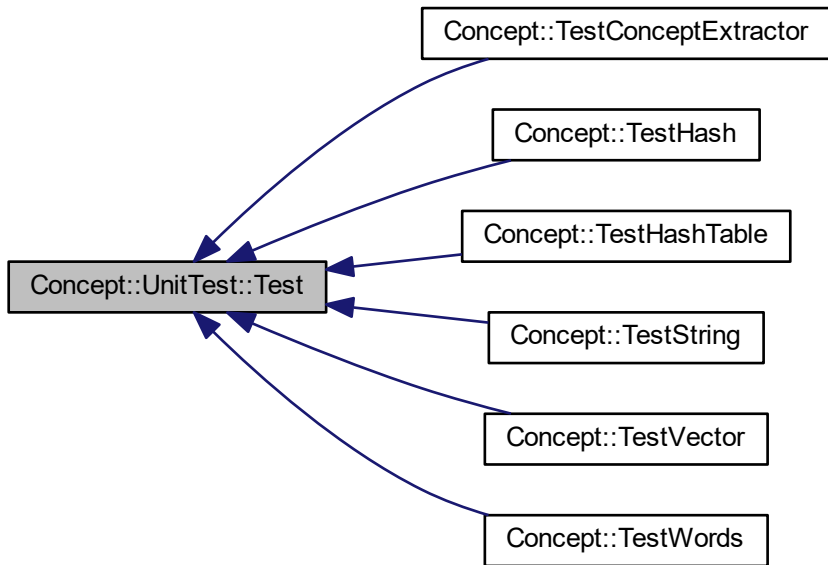 Concept::TestConceptExtractor
Concept::TestHash
Concept::TestHashTable
Concept::UnitTest::Test
Concept::TestString
Concept::TestVector
Concept::TestWords